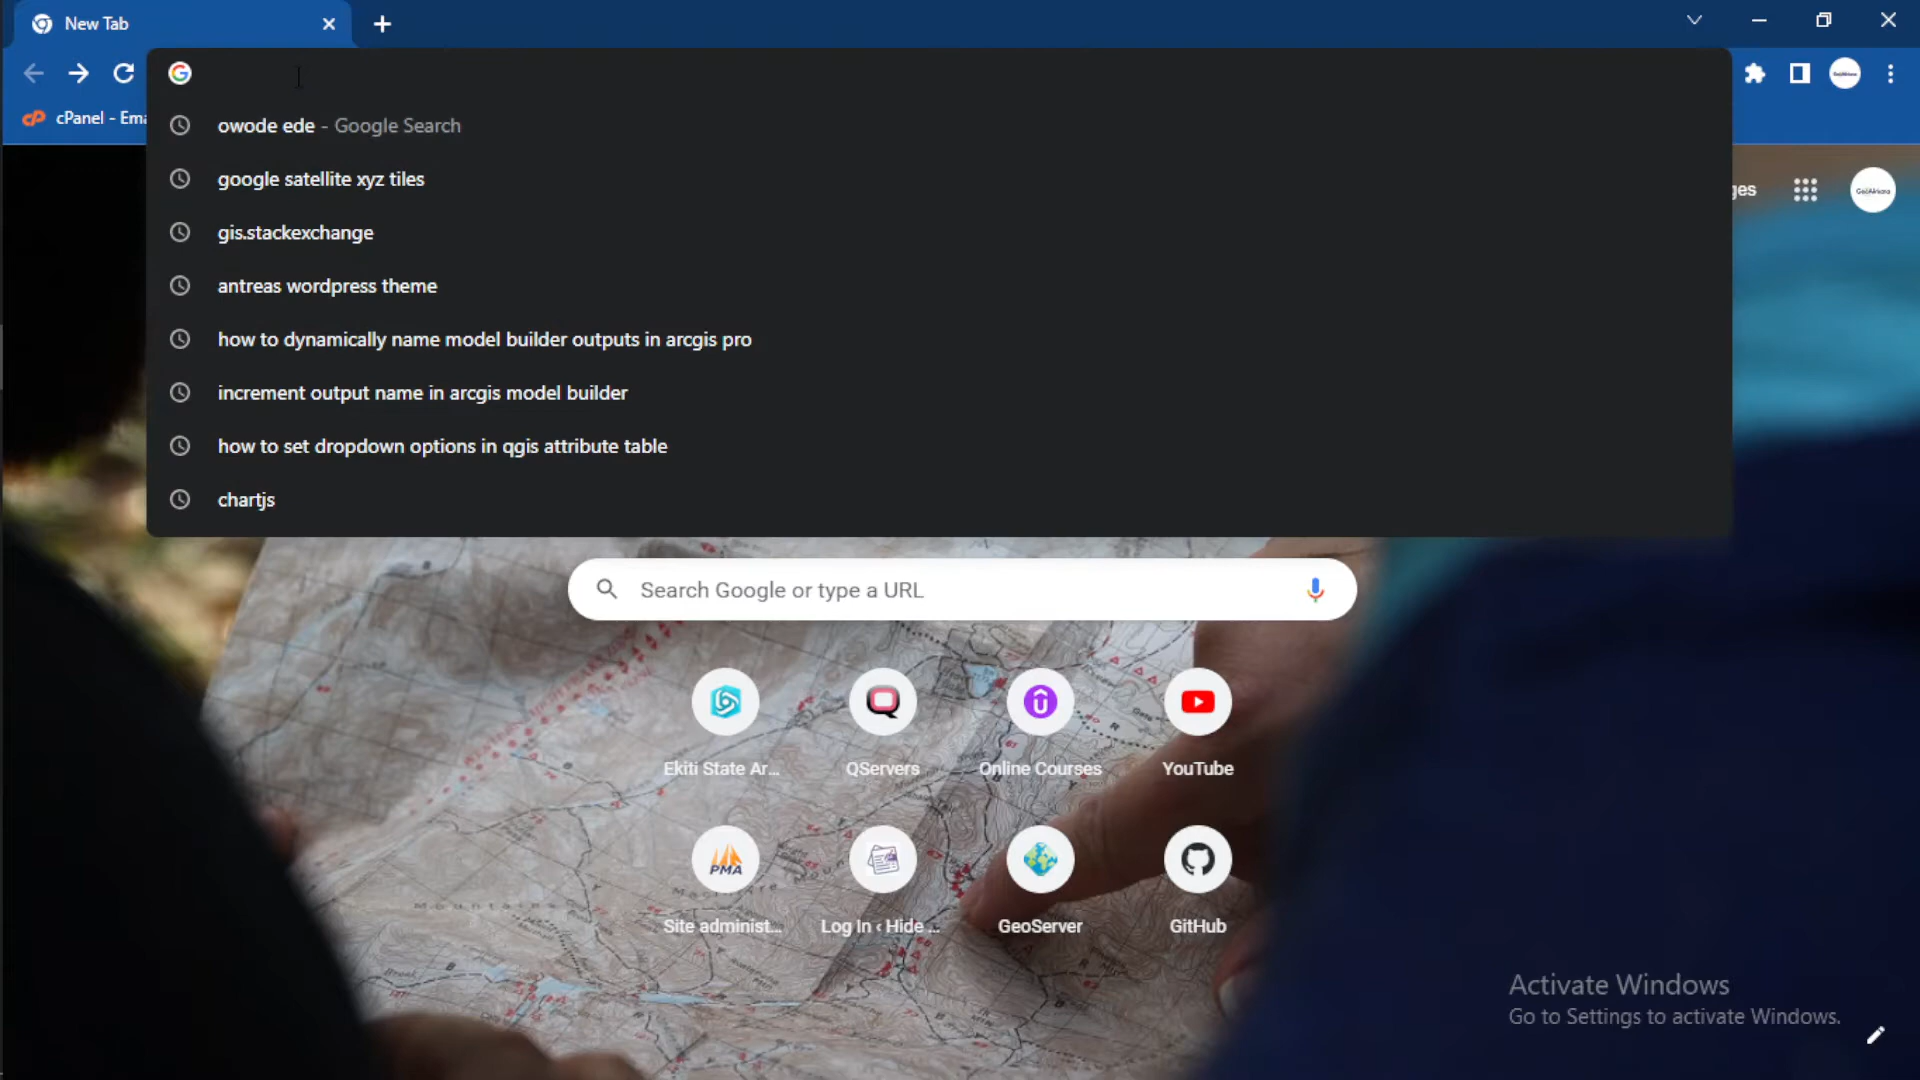 New Tab
cPanel - Ema
owode ede - Google Search
google satellite xyz tiles
gis.stackexchange
antreas wordpress theme
how to dynamically name model builder outputs in arcgis pro
increment output name in arcgis model builder
how to set dropdown options in qgis attribute table
chartjs
ges
Search Google or type a URL
Ekiti State Ar...
QServers
Online Courses
YouTube
PMA
Site administ...
Log In ‹ Hide ...
GeoServer
GitHub
Activate Windows
Go to Settings to activate Windows.